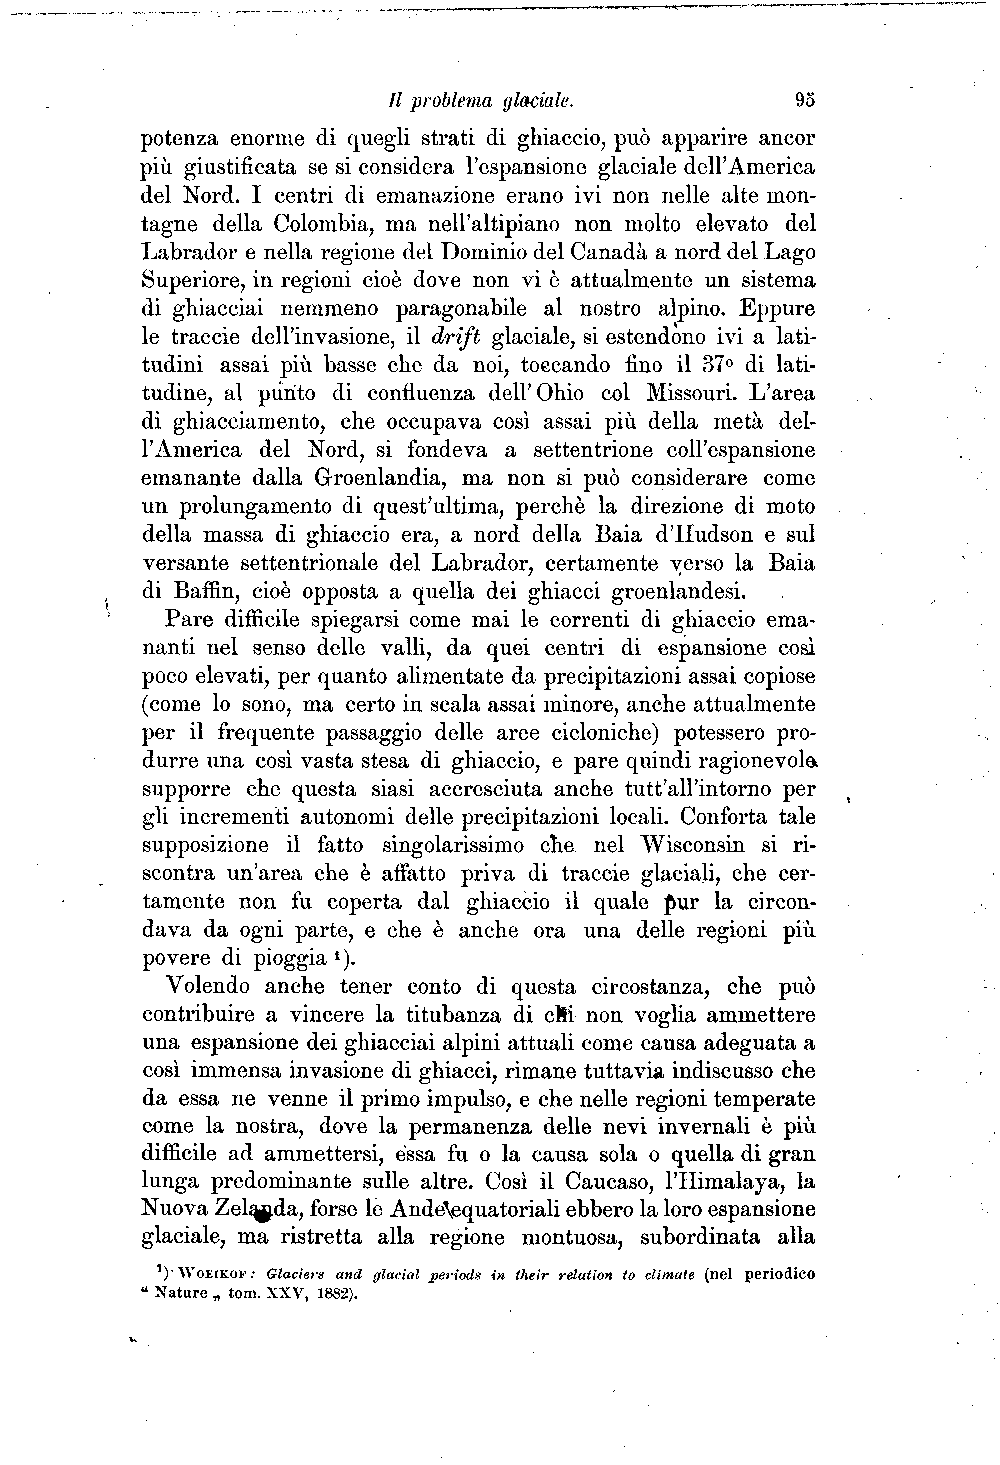 Il problema glaciale. 95
potenza enorme di quegli strati di ghiaccio, può apparire ancor
più giustificata se si considera l'espansione glaciale dell'America
del Nord. I centri di emanazione erano ivi non nelle alte mon-
tagne della Colombia, ma nell'altipiano non molto elevato del
Labrador e nella regione del Dominio del Canadà a nord del Lago
Superiore, in regioni cioè dove non vi è attualmente un sistema
di ghiacciai nemmeno paragonabile al nostro alpino. Eppure
le traccie dell'invasione, il drift glaciale, si estendono ivi a lati-
tudini assai più basse che da noi, toccando fino il 37º di lati-
tudine, al punto di confluenza dell'Ohio col Missouri. L'area
di ghiacciamento, che occupava così assai più della metà del-
l'America del Nord, si fondeva a settentrione coll'espansione
emanante dalla Groenlandia, ma non si può considerare come
un prolungamento di quest'ultima, perchè la direzione di moto
della massa di ghiaccio era, a nord della Baia d'Hudson e sul
versante settentrionale del Labrador, certamente verso la Baia
di Baffin, cioè opposta a quella dei ghiacci groenlandesi.
Pare difficile spiegarsi come mai le correnti di ghiaccio ema-
nanti nel senso delle valli, da quei centri di espansione così
poco elevati, per quanto alimentate da precipitazioni assai copiose
(come lo sono, ma certo in scala assai minore, anche attualmente
per il frequente passaggio delle aree cicloniche) potessero pro-
durre una così vasta stesa di ghiaccio, e pare quindi ragionevole
supporre che questa siasi accresciuta anche tutt'all'intorno per
gli incrementi autonomi delle precipitazioni locali. Conforta tale
supposizione il fatto singolarissimo che nel Wisconsin si ri-
scontra un'area che è affatto priva di traccie glaciali, che cer-
tamente non fu coperta dal ghiaccio il quale pur la circon-
dava da ogni parte, e che è anche ora una delle regioni più
povere di pioggia ¹).
Volendo anche tener conto di questa circostanza, che può
contribuire a vincere la titubanza di chi non voglia ammettere
una espansione dei ghiacciai alpini attuali come causa adeguata a
così immensa invasione di ghiacci, rimane tuttavia indiscusso che
da essa ne venne il primo impulso, e che nelle regioni temperate
come la nostra, dove la permanenza delle nevi invernali è più
difficile ad ammettersi, essa fu o la causa sola o quella di gran
lunga predominante sulle altre. Così il Caucaso, l'Himalaya, la
Nuova Zelanda, forse le Ande equatoriali ebbero la loro espansione
glaciale, ma ristretta alla regione montuosa, subordinata alla
¹) WOEIKOF: Glaciers and glacial periods in their relation to climate (nel periodico
“ Nature „ tom. XXV, 1882).